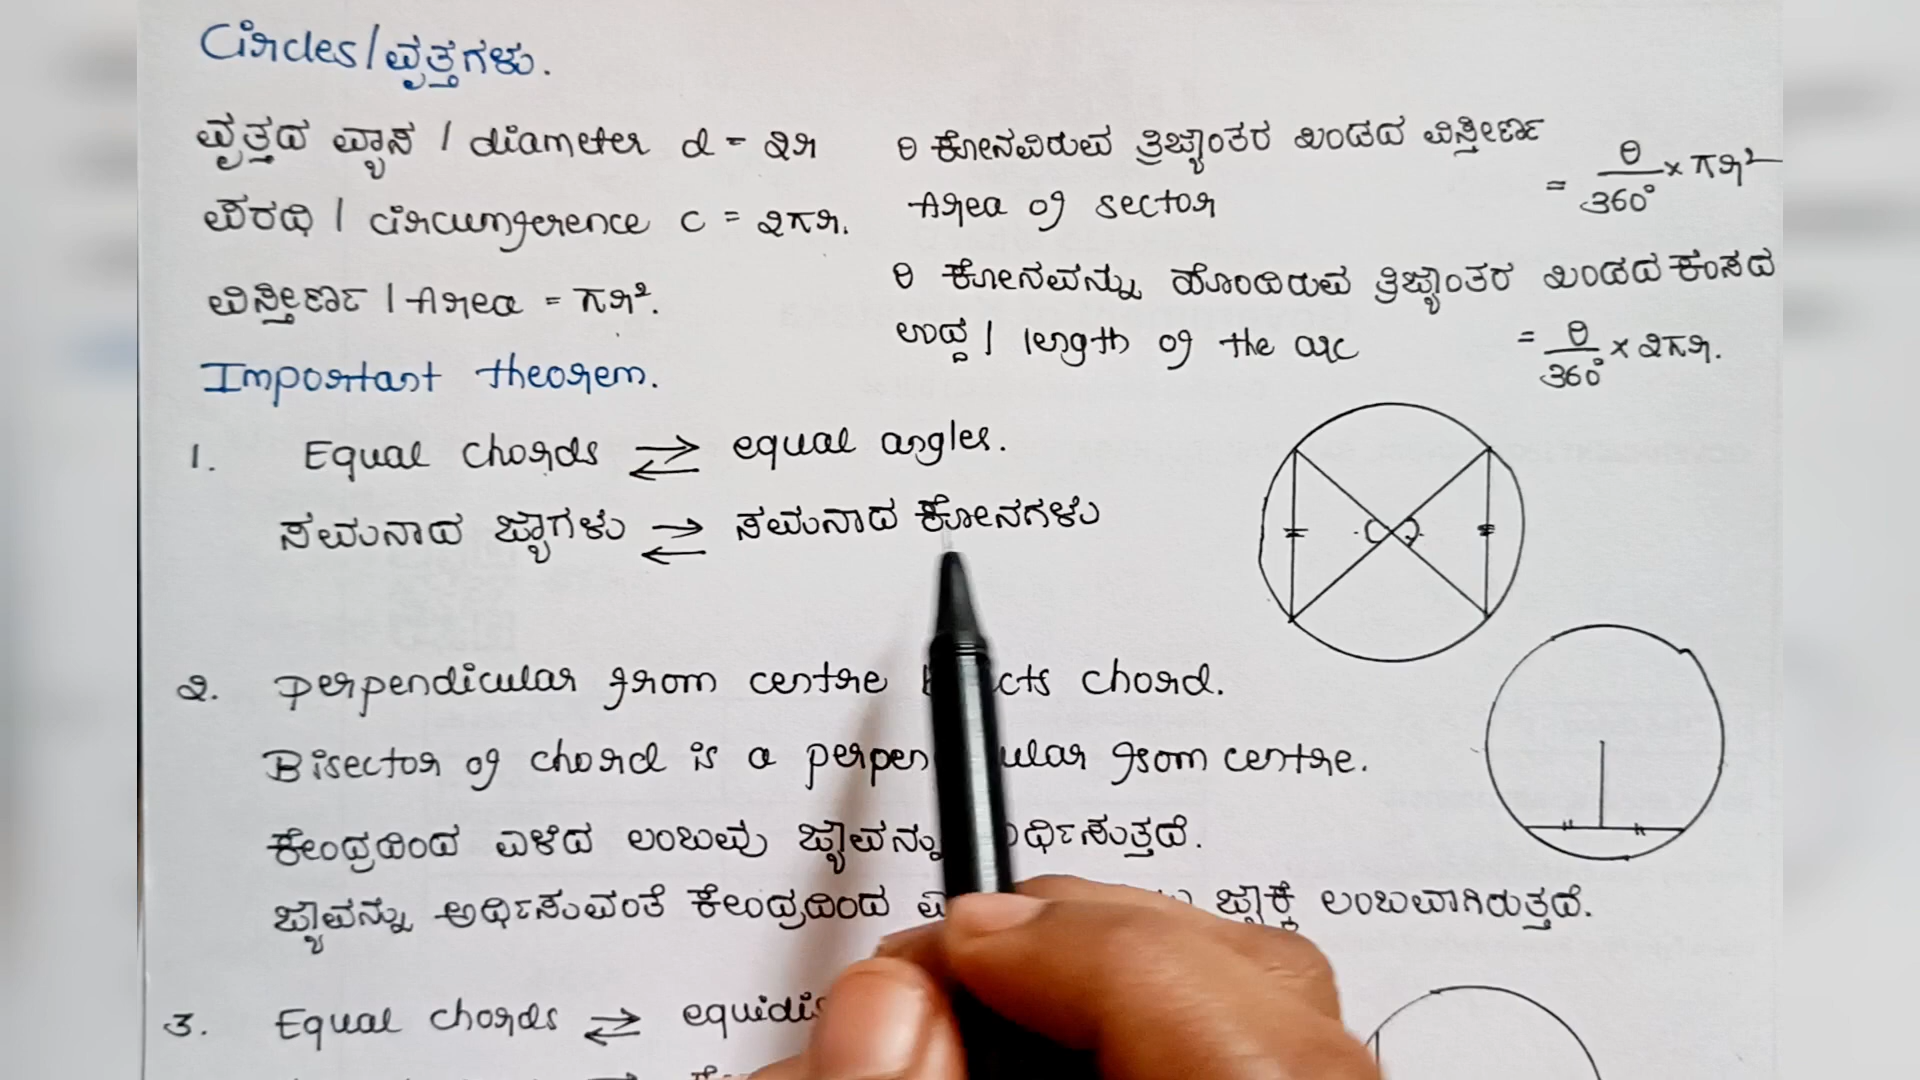 Circles/ವೃತ್ತಗಳು.
ವೃತ್ತದ ವ್ಯಾಸ / diameter d = 2r
ಪರಧಿ / circumference c = 2πr.
ವಿಸ್ತೀರ್ಣ / Area = πr².
θ ಕೋನವಿರುವ ತ್ರಿಜ್ಯಾಂತರ ಖಂಡದ ವಿಸ್ತೀರ್ಣ
Area of sector = θ/360° × πr²
θ ಕೋನವನ್ನು ಹೊಂದಿರುವ ತ್ರಿಜ್ಯಾಂತರ ಖಂಡದ ಕಂಸದ
ಉದ್ದ / length of the arc = θ/360° × 2πr.
Important theorem.
1. Equal chords ⇄ equal angles.
ಸಮನಾದ ಜ್ಯಾಗಳು ⇄ ಸಮನಾದ ಕೋನಗಳು
2. Perpendicular from centre chord.
Bisector of chord is a from centre.
ಕೇಂದ್ರದಿಂದ ಎಳೆದ ಲಂಬವು ಜ್ಯಾವನ್ನು
ಜ್ಯಾವನ್ನು ಅರ್ಧಿಸುವಂತೆ ಕೇಂದ್ರದಿಂದ ಜ್ಯಾಕ್ಕೆ ಲಂಬವಾಗಿರುತ್ತದೆ.
3. Equal chords ⇄